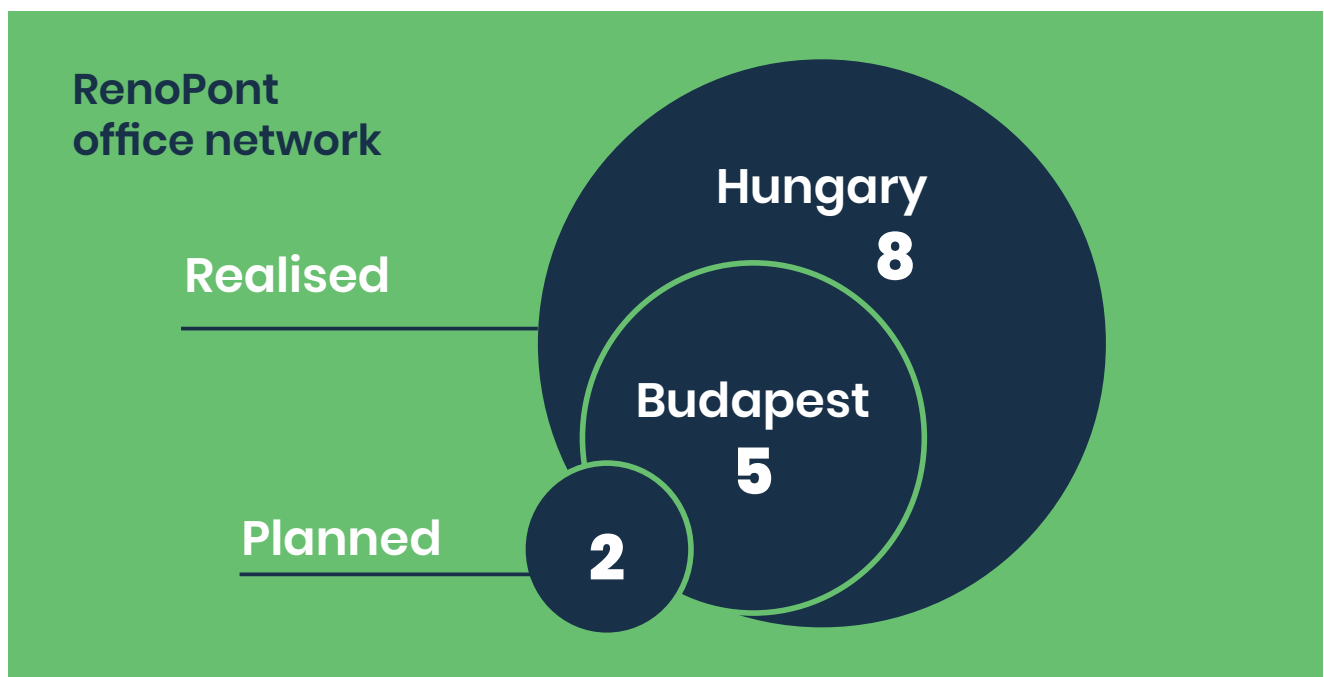 RenoPont
office network
Hungary
8
Realised
Budapest
5
Planned
2